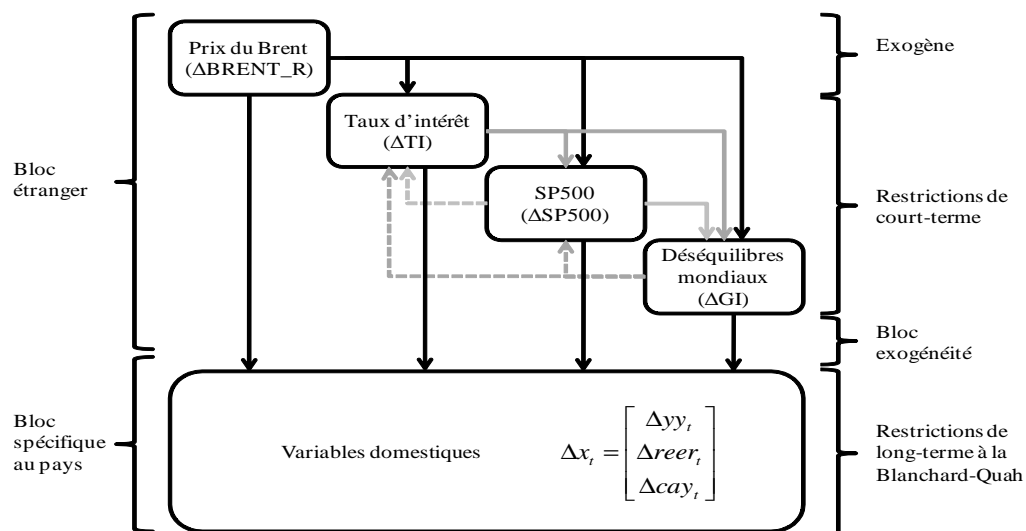 Prix du Brent
(ΔBRENT_R)
Exogène
Taux d'intérêt
(ΔTI)
Bloc
étranger
SP500
(ΔSP500)
Restrictions de
court-terme
Déséquilibres
mondiaux
(ΔGI)
Bloc
exogénéité
Bloc
spécifique
au pays
Variables domestiques
Δx_t = [Δyy_t
Δreer_t
Δcay_t]
Restrictions de
long-terme à la
Blanchard-Quah